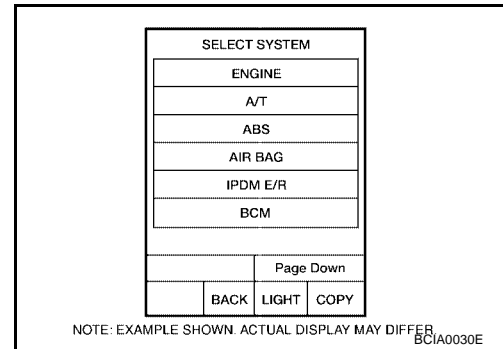 SELECT SYSTEM
ENGINE
A/T
ABS
AIR BAG
IPDM E/R
BCM
Page Down
BACK LIGHT COPY
NOTE: EXAMPLE SHOWN. ACTUAL DISPLAY MAY DIFFER.
BCIA0030E